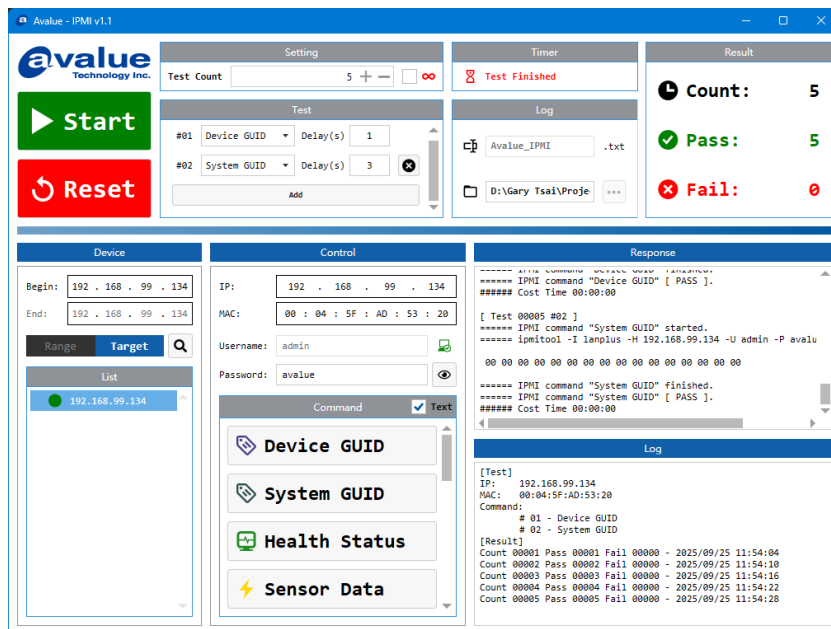 Avalue - IPMI v1.1
avalue
Technology Inc.
Start
Reset
Setting
Test Count 5
Test
#01 Device GUID Delay(s) 1
#02 System GUID Delay(s) 3
Add
Timer
Test Finished
Log
Avalue_IPMI .txt
D:\Gary Tsai\Proje
Result
Count: 5
Pass: 5
Fail: 0
Device
Begin: 192 . 168 . 99 . 134
End: 192 . 168 . 99 . 134
Range Target
List
192.168.99.134
Control
IP: 192 . 168 . 99 . 134
MAC: 00 : 04 : 5F : AD : 53 : 20
Username: admin
Password: avalue
Command Text
Device GUID
System GUID
Health Status
Sensor Data
Response
====== IPMI command "Device GUID" finished.
====== IPMI command "Device GUID" [ PASS ].
###### Cost Time 00:00:00
[ Test 00005 #02 ]
====== IPMI command "System GUID" started.
====== ipmitool -I lanplus -H 192.168.99.134 -U admin -P avalu
00 00 00 00 00 00 00 00 00 00 00 00 00 00 00 00
====== IPMI command "System GUID" finished.
====== IPMI command "System GUID" [ PASS ].
###### Cost Time 00:00:00
Log
[Test]
IP: 192.168.99.134
MAC: 00:04:5F:AD:53:20
Command:
# 01 - Device GUID
# 02 - System GUID
[Result]
Count 00001 Pass 00001 Fail 00000 - 2025/09/25 11:54:04
Count 00002 Pass 00002 Fail 00000 - 2025/09/25 11:54:10
Count 00003 Pass 00003 Fail 00000 - 2025/09/25 11:54:16
Count 00004 Pass 00004 Fail 00000 - 2025/09/25 11:54:22
Count 00005 Pass 00005 Fail 00000 - 2025/09/25 11:54:28